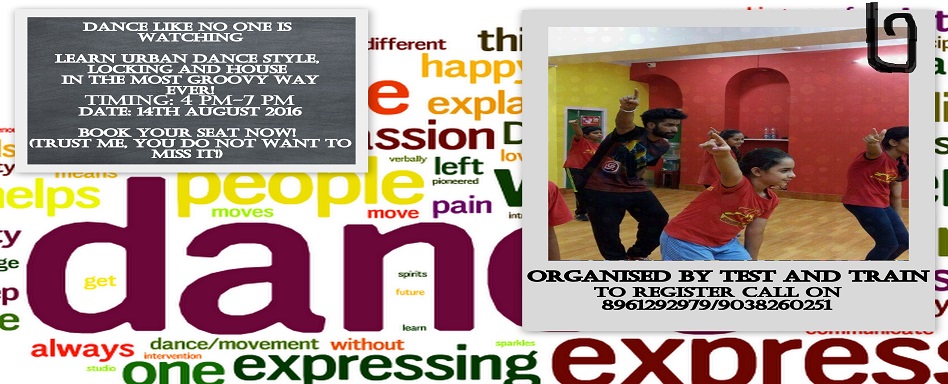 DANCE LIKE NO ONE IS
WATCHING
LEARN URBAN DANCE STYLE,
LOCKING AND HOUSE
IN THE MOST GROOVY WAY
EVER!
TIMING: 4 PM-7 PM
DATE: 14TH AUGUST 2016
BOOK YOUR SEAT NOW!
(TRUST ME, YOU DO NOT WANT TO
MISS IT!)
ORGANISED BY TEST AND TRAIN
TO REGISTER CALL ON
8961292979/9038260251
different
happy
e
expla
assion
verbally
left
pioneered
means
people
helps
moves
move
pain
get
spirits
future
learn
always
dance/movement
without
intervention
studio
one
expressing
sparkles
communicate
express